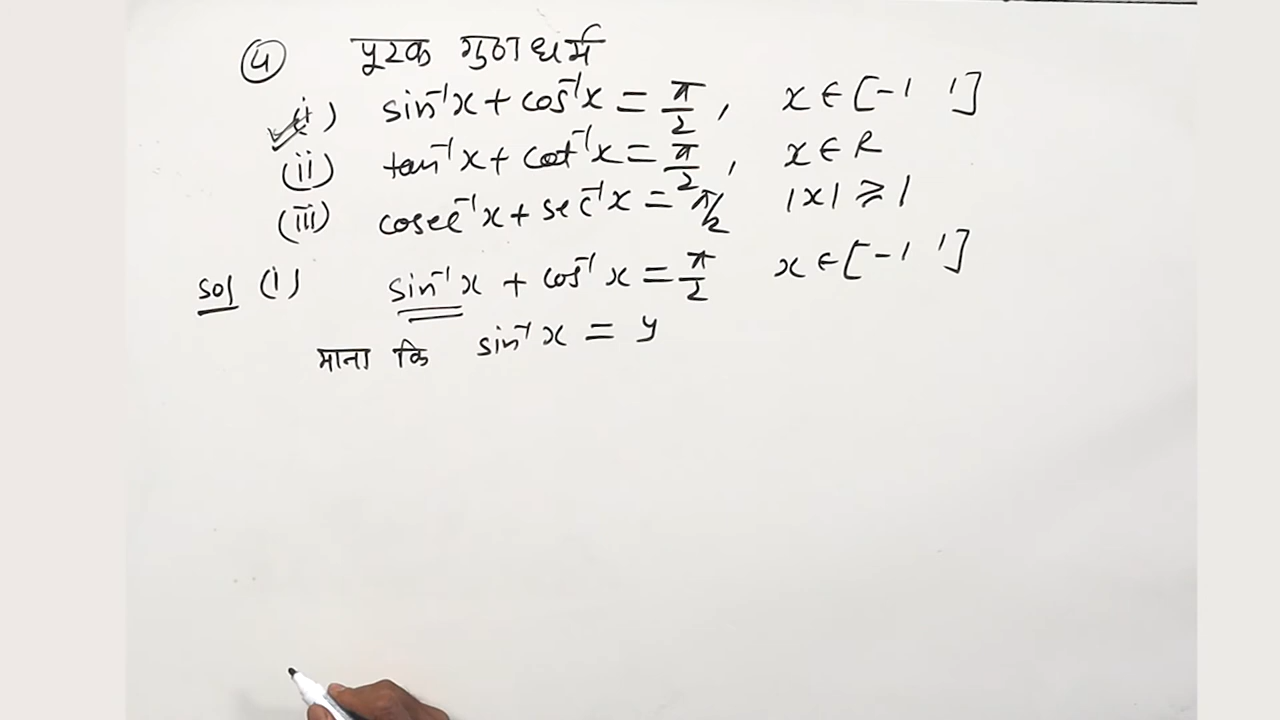 ④ पूरक गुणधर्म
(i) sin⁻¹x + cos⁻¹x = π/2, x ∈ [-1 1]
(ii) tan⁻¹x + cot⁻¹x = π/2, x ∈ R
(iii) cosec⁻¹x + sec⁻¹x = π/2 |x| ≥ 1
Sol (i) sin⁻¹x + cos⁻¹x = π/2 x ∈ [-1 1]
माना कि sin⁻¹x = y